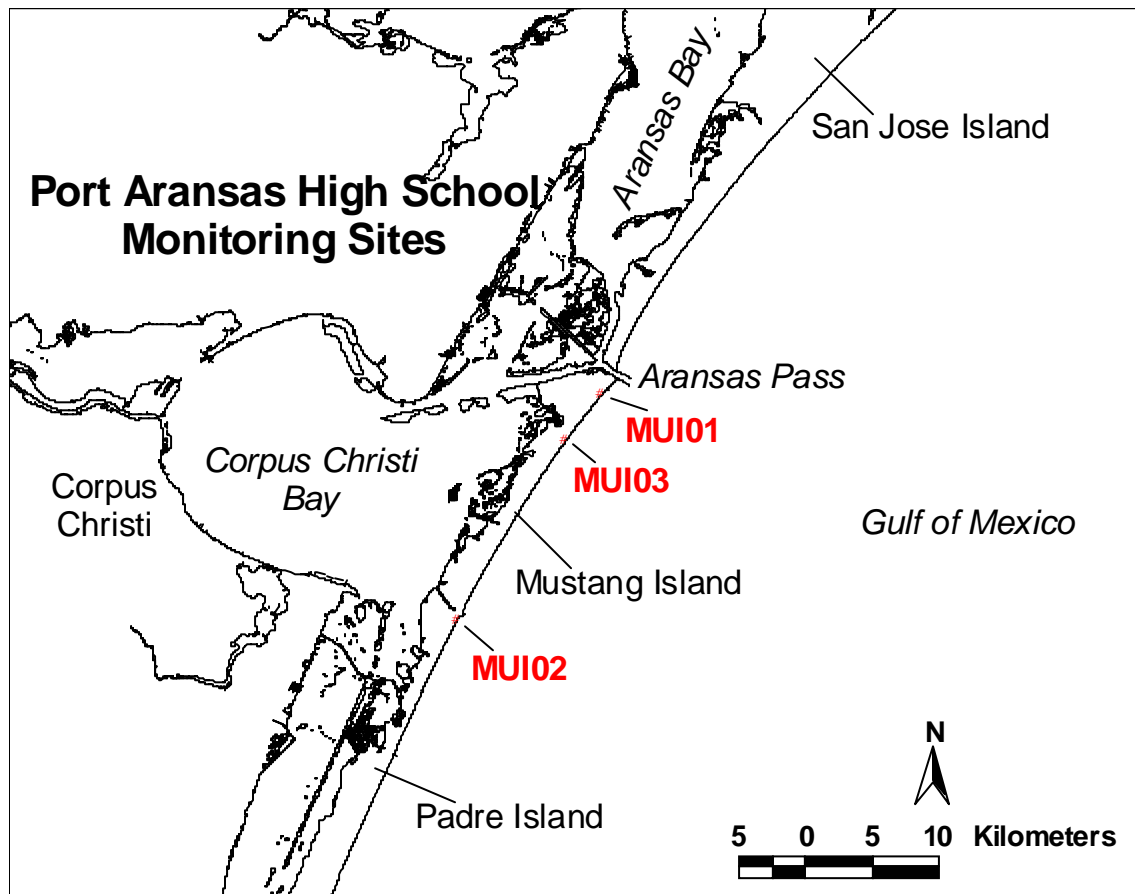 Aransas Bay
San Jose Island
Port Aransas High School
Monitoring Sites
Aransas Pass
MUI01
MUI03
Corpus Christi
Bay
Corpus
Christi
Gulf of Mexico
Mustang Island
MUI02
Padre Island
N
5 0 5 10 Kilometers